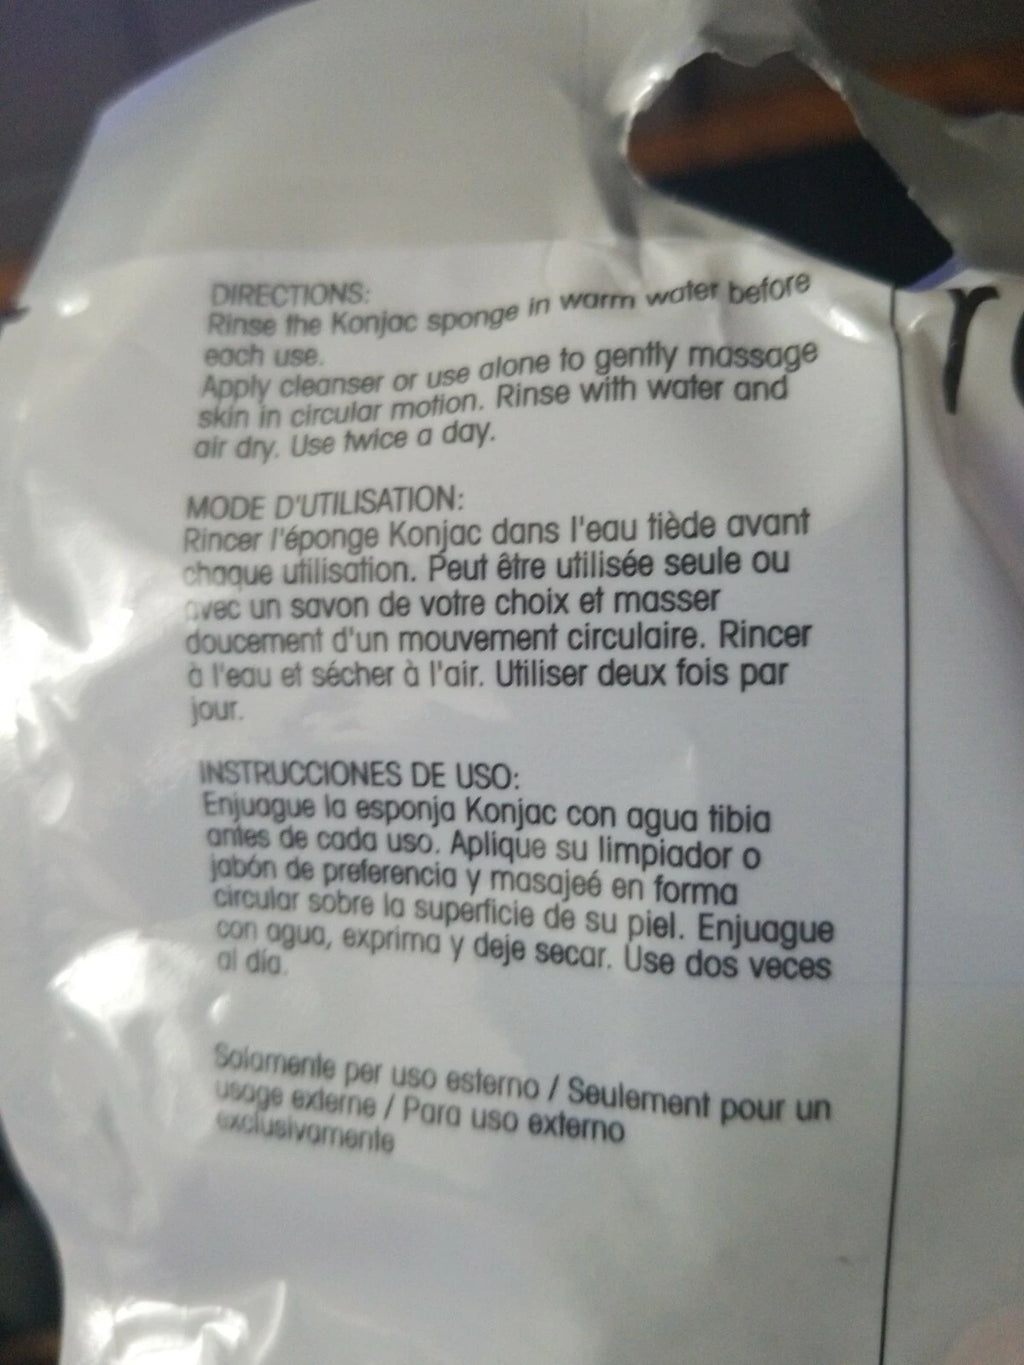 DIRECTIONS:
Rinse the Konjac sponge in warm water before
each use.
Apply cleanser or use alone to gently massage
skin in circular motion. Rinse with water and
air dry. Use twice a day.
MODE D'UTILISATION:
Rincer l'éponge Konjac dans l'eau tiède avant
chaque utilisation. Peut être utilisée seule ou
avec un savon de votre choix et masser
doucement d'un mouvement circulaire. Rincer
à l'eau et sécher à l'air. Utiliser deux fois par
jour.
INSTRUCCIONES DE USO:
Enjuague la esponja Konjac con agua tibia
antes de cada uso. Aplique su limpiador o
jabón de preferencia y masajeé en forma
circular sobre la superficie de su piel. Enjuague
con agua, exprima y deje secar. Use dos veces
al día.
Solamente per uso esterno / Seulement pour un
usage externe / Para uso externo
exclusivamente